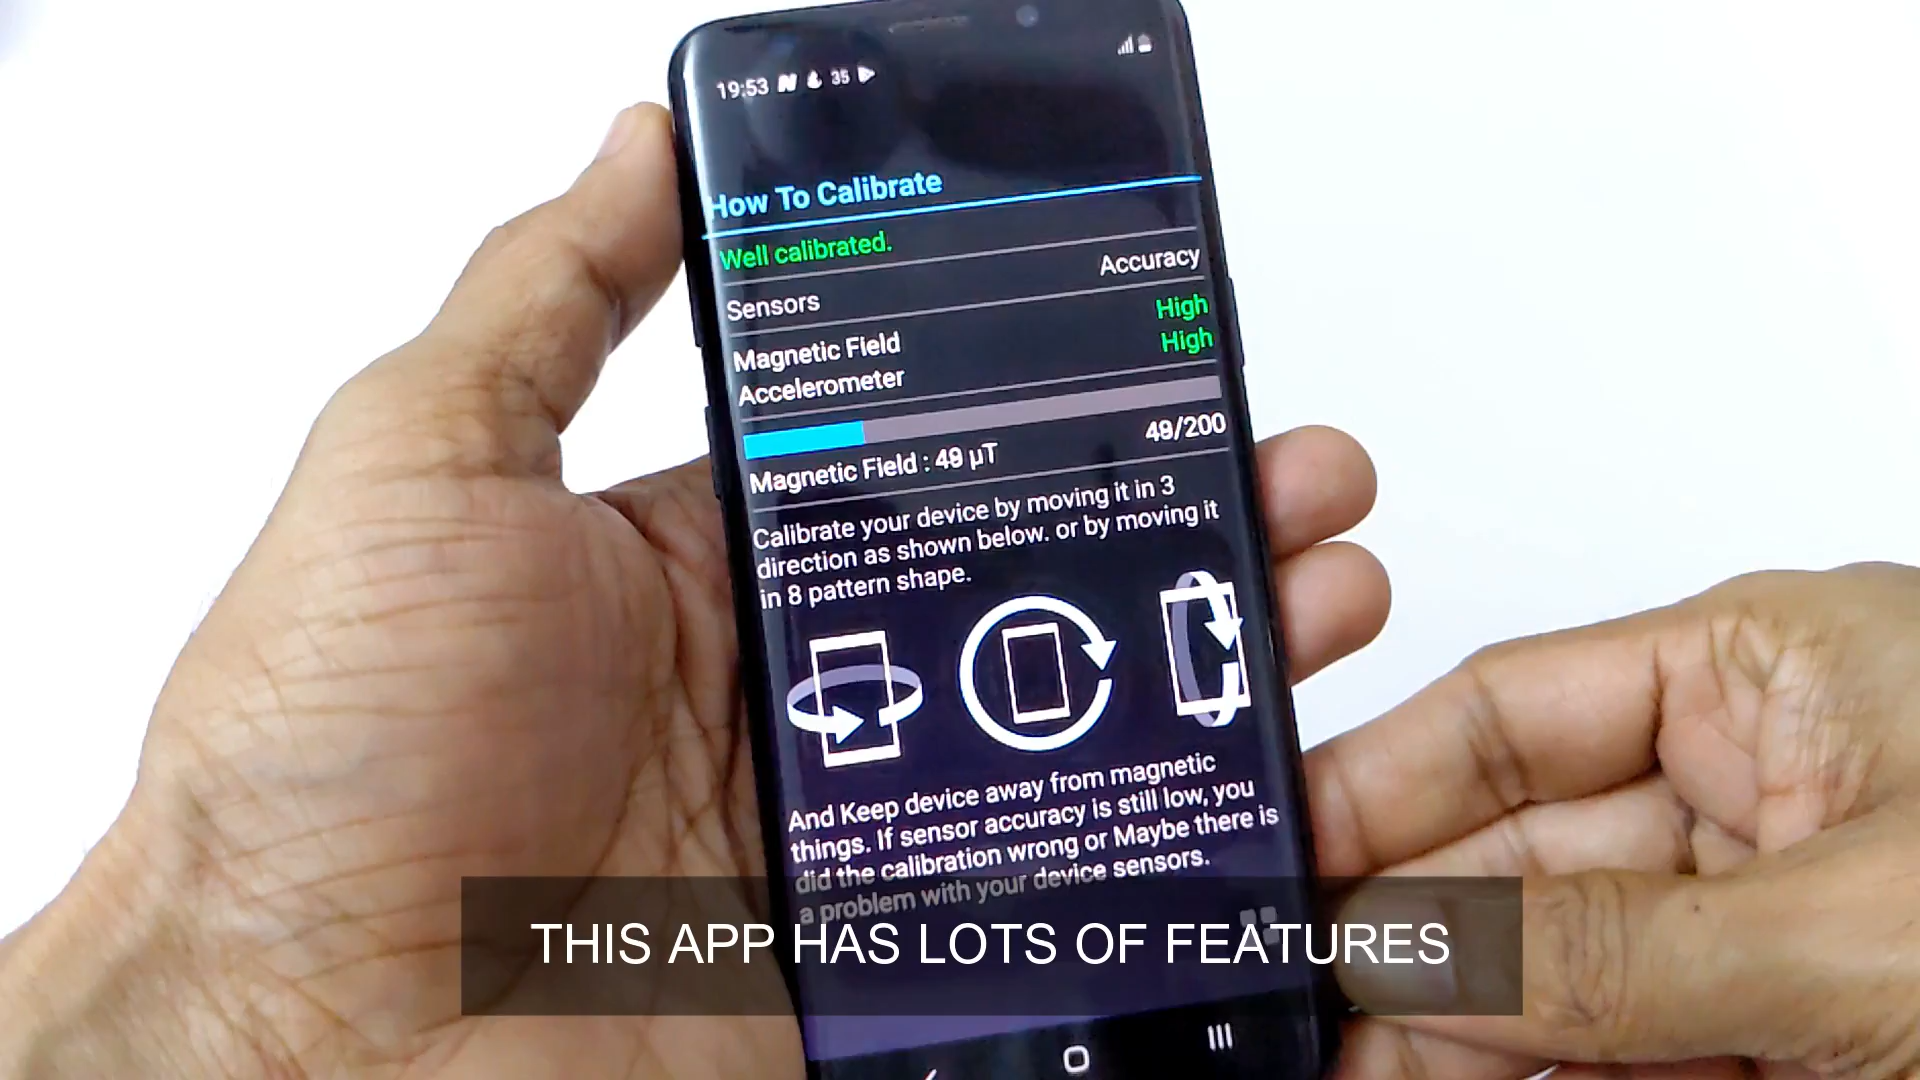 19:53 N 35
How To Calibrate
Well calibrated.
Sensors Accuracy
Magnetic Field High
Accelerometer High
49/200
Magnetic Field : 49 µT
Calibrate your device by moving it in 3
direction as shown below. or by moving it
in 8 pattern shape.
And Keep device away from magnetic
things. If sensor accuracy is still low, you
did the calibration wrong or Maybe there is
a problem with your device sensors.
THIS APP HAS LOTS OF FEATURES